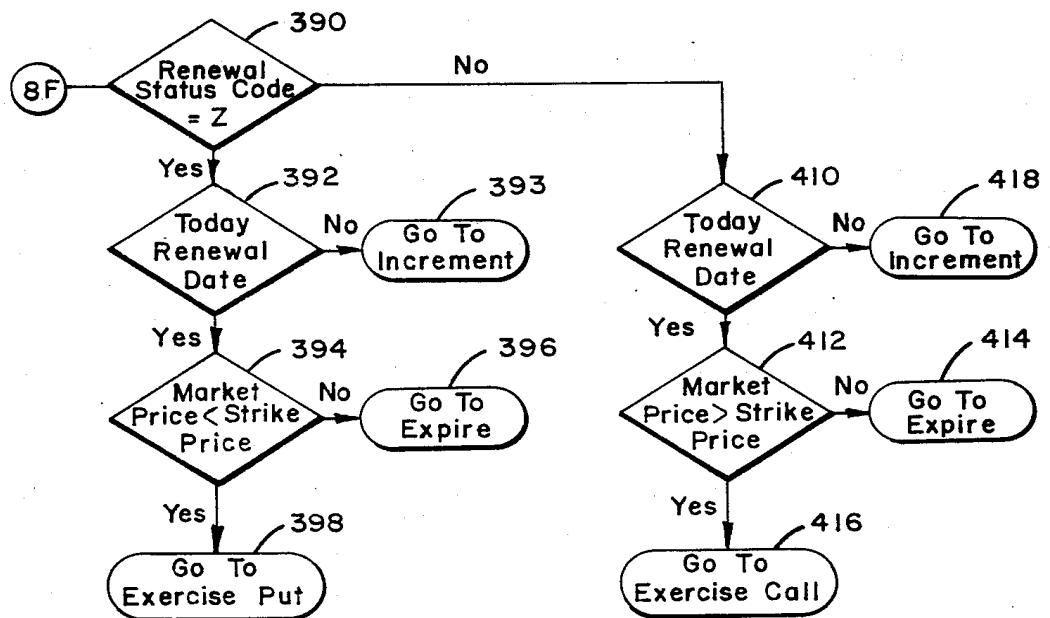 390
8F
Renewal
Status Code
= Z
No
Yes
392
393
410
418
Today
Renewal
Date
No
Go To
Increment
Today
Renewal
Date
No
Go To
Increment
Yes
394
396
Yes
412
414
Market
Price < Strike
Price
No
Go To
Expire
Market
Price > Strike
Price
No
Go To
Expire
Yes
398
Yes
416
Go To
Exercise Put
Go To
Exercise Call